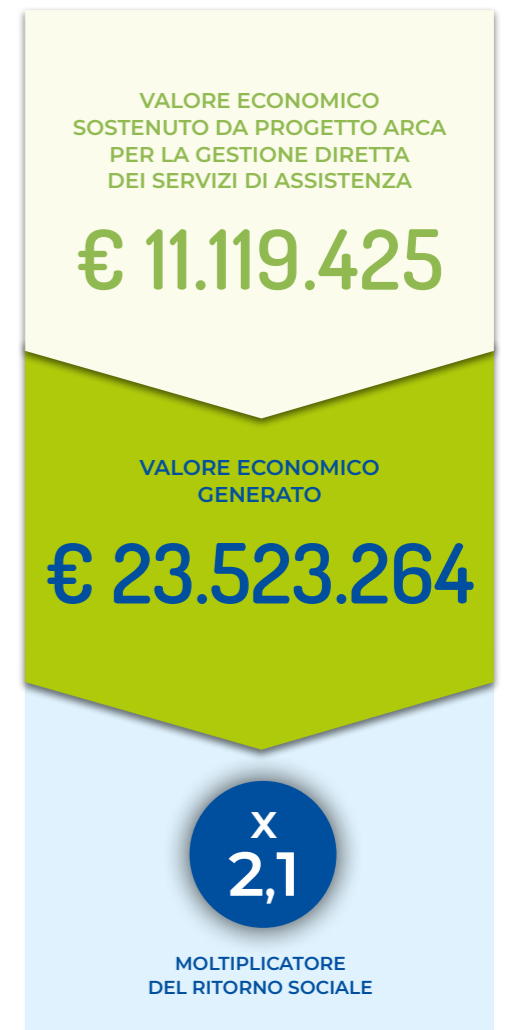 VALORE ECONOMICO
SOSTENUTO DA PROGETTO ARCA
PER LA GESTIONE DIRETTA
DEI SERVIZI DI ASSISTENZA
€ 11.119.425
VALORE ECONOMICO
GENERATO
€ 23.523.264
x
2,1
MOLTIPLICATORE
DEL RITORNO SOCIALE